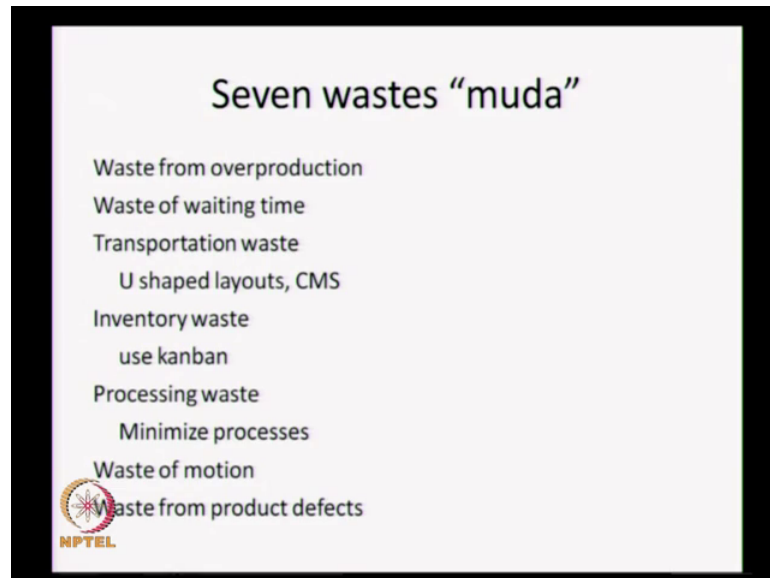 Seven wastes “muda”
Waste from overproduction
Waste of waiting time
Transportation waste
U shaped layouts, CMS
Inventory waste
use kanban
Processing waste
Minimize processes
Waste of motion
Waste from product defects
NPTEL